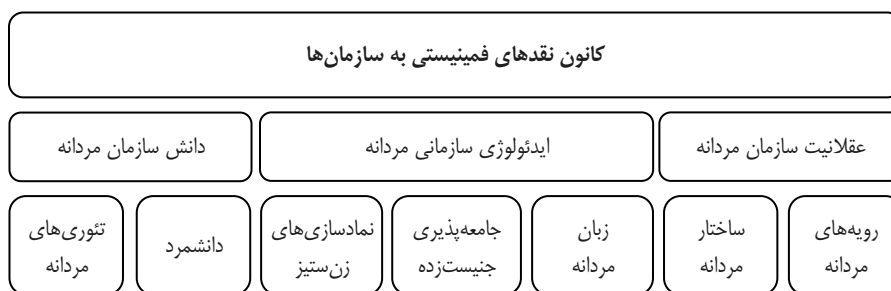 کانون نقدهای فمینیستی به سازمان‌ها
عقلانیت سازمان مردانه
ایدئولوژی سازمانی مردانه
دانش سازمان مردانه
رویه‌های
مردانه
ساختار
مردانه
زبان
مردانه
جامعه‌پذیری
جنیست‌زده
نمادسازی‌های
زن‌ستیز
دانشمرد
تئوری‌های
مردانه